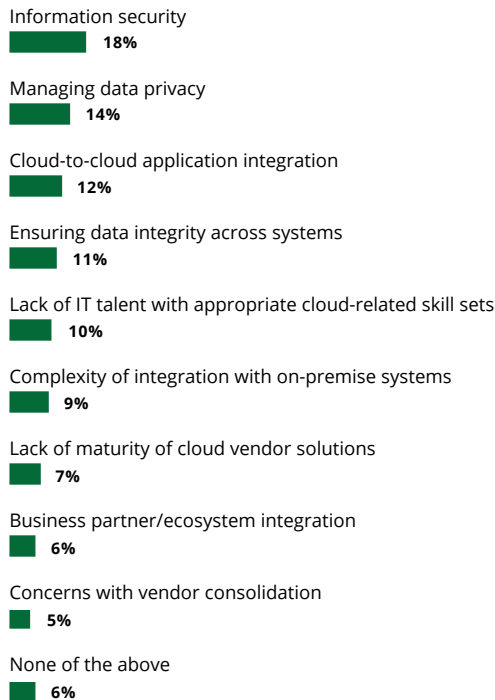 Information security
18%
Managing data privacy
14%
Cloud-to-cloud application integration
12%
Ensuring data integrity across systems
11%
Lack of IT talent with appropriate cloud-related skill sets
10%
Complexity of integration with on-premise systems
9%
Lack of maturity of cloud vendor solutions
7%
Business partner/ecosystem integration
6%
Concerns with vendor consolidation
5%
None of the above
6%